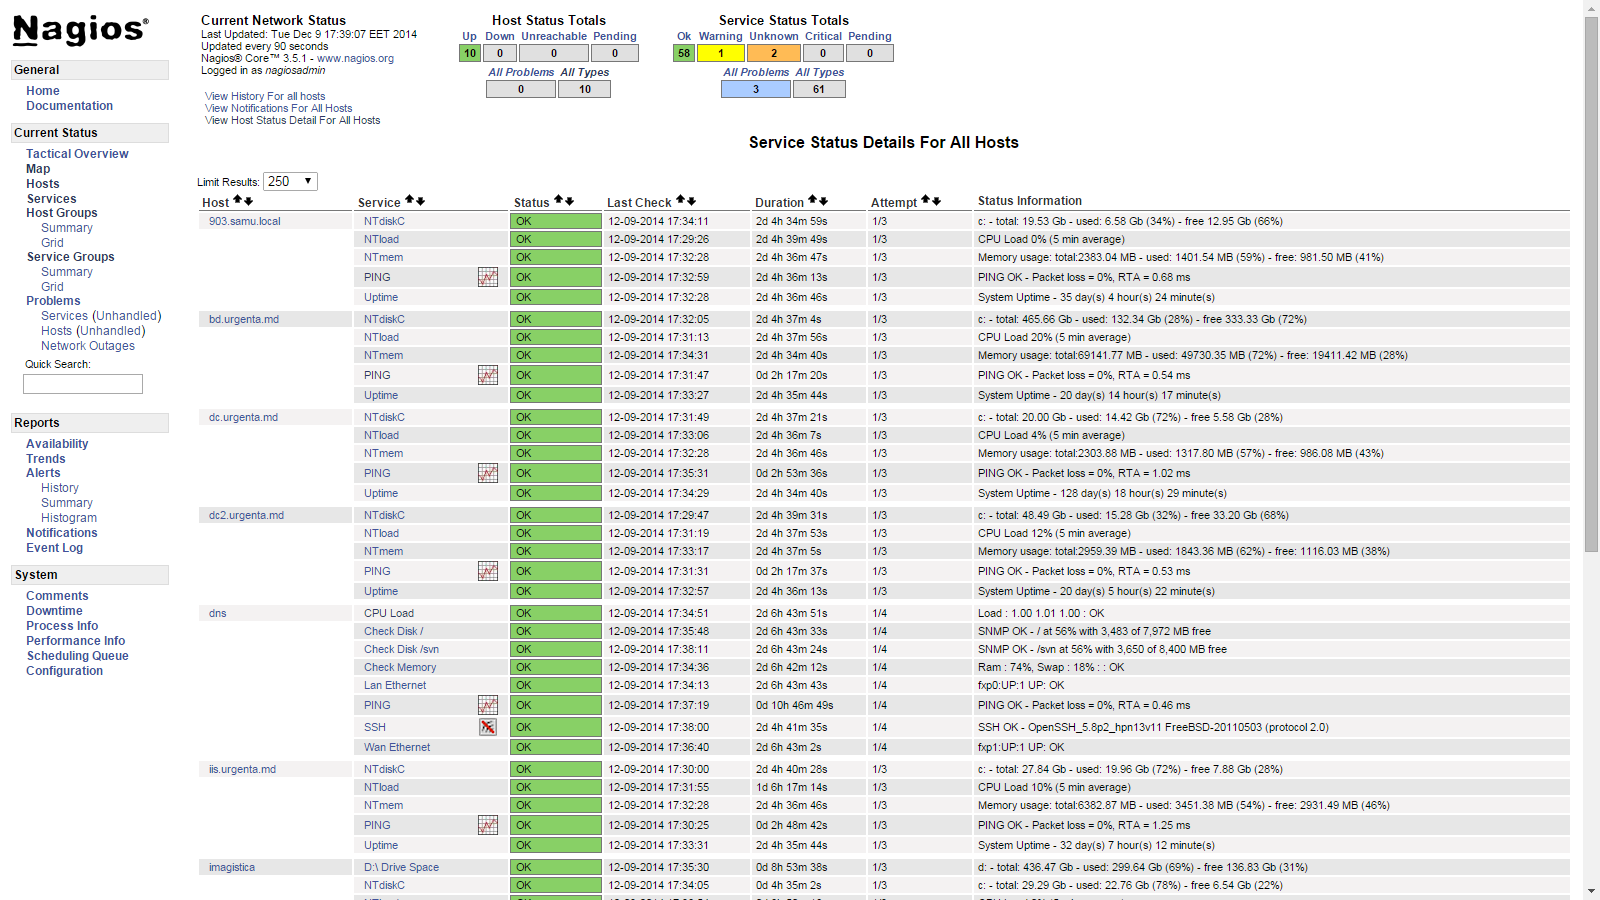 Nagios®
General
Home
Documentation
Current Status
Tactical Overview
Map
Hosts
Services
Host Groups
Summary
Grid
Service Groups
Summary
Grid
Problems
Services (Unhandled)
Hosts (Unhandled)
Network Outages
Quick Search:
Reports
Availability
Trends
Alerts
History
Summary
Histogram
Notifications
Event Log
System
Comments
Downtime
Process Info
Performance Info
Scheduling Queue
Configuration
Current Network Status
Last Updated: Tue Dec 9 17:39:07 EET 2014
Updated every 90 seconds
Nagios® Core™ 3.5.1 - www.nagios.org
Logged in as nagiosadmin
View History For all hosts
View Notifications For All Hosts
View Host Status Detail For All Hosts
Host Status Totals
Up Down Unreachable Pending
10 0 0 0
All Problems All Types
0 10
Service Status Totals
Ok Warning Unknown Critical Pending
58 1 2 0 0
All Problems All Types
3 61
Service Status Details For All Hosts
Limit Results: 250
Host Service Status Last Check Duration Attempt Status Information
903.samu.local NTdiskC OK 12-09-2014 17:34:11 2d 4h 34m 59s 1/3 c: - total: 19.53 Gb - used: 6.58 Gb (34%) - free 12.95 Gb (66%)
NTload OK 12-09-2014 17:29:26 2d 4h 39m 49s 1/3 CPU Load 0% (5 min average)
NTmem OK 12-09-2014 17:32:28 2d 4h 36m 47s 1/3 Memory usage: total:2383.04 MB - used: 1401.54 MB (59%) - free: 981.50 MB (41%)
PING OK 12-09-2014 17:32:59 2d 4h 36m 13s 1/3 PING OK - Packet loss = 0%, RTA = 0.68 ms
Uptime OK 12-09-2014 17:32:28 2d 4h 36m 46s 1/3 System Uptime - 35 day(s) 4 hour(s) 24 minute(s)
bd.urgenta.md NTdiskC OK 12-09-2014 17:32:05 2d 4h 37m 4s 1/3 c: - total: 465.66 Gb - used: 132.34 Gb (28%) - free 333.33 Gb (72%)
NTload OK 12-09-2014 17:31:13 2d 4h 37m 56s 1/3 CPU Load 20% (5 min average)
NTmem OK 12-09-2014 17:34:31 2d 4h 34m 40s 1/3 Memory usage: total:69141.77 MB - used: 49730.35 MB (72%) - free: 19411.42 MB (28%)
PING OK 12-09-2014 17:31:47 0d 2h 17m 20s 1/3 PING OK - Packet loss = 0%, RTA = 0.54 ms
Uptime OK 12-09-2014 17:33:27 2d 4h 35m 44s 1/3 System Uptime - 20 day(s) 14 hour(s) 17 minute(s)
dc.urgenta.md NTdiskC OK 12-09-2014 17:31:49 2d 4h 37m 21s 1/3 c: - total: 20.00 Gb - used: 14.42 Gb (72%) - free 5.58 Gb (28%)
NTload OK 12-09-2014 17:33:06 2d 4h 36m 7s 1/3 CPU Load 4% (5 min average)
NTmem OK 12-09-2014 17:32:28 2d 4h 36m 46s 1/3 Memory usage: total:2303.88 MB - used: 1317.80 MB (57%) - free: 986.08 MB (43%)
PING OK 12-09-2014 17:35:31 0d 2h 53m 36s 1/3 PING OK - Packet loss = 0%, RTA = 1.02 ms
Uptime OK 12-09-2014 17:34:29 2d 4h 34m 40s 1/3 System Uptime - 128 day(s) 18 hour(s) 29 minute(s)
dc2.urgenta.md NTdiskC OK 12-09-2014 17:29:47 2d 4h 39m 31s 1/3 c: - total: 48.49 Gb - used: 15.28 Gb (32%) - free 33.20 Gb (68%)
NTload OK 12-09-2014 17:31:19 2d 4h 37m 53s 1/3 CPU Load 12% (5 min average)
NTmem OK 12-09-2014 17:33:17 2d 4h 37m 5s 1/3 Memory usage: total:2959.39 MB - used: 1843.36 MB (62%) - free: 1116.03 MB (38%)
PING OK 12-09-2014 17:31:31 0d 2h 17m 37s 1/3 PING OK - Packet loss = 0%, RTA = 0.53 ms
Uptime OK 12-09-2014 17:32:57 2d 4h 36m 13s 1/3 System Uptime - 20 day(s) 5 hour(s) 22 minute(s)
dns CPU Load OK 12-09-2014 17:34:51 2d 6h 43m 51s 1/4 Load : 1.00 1.01 1.00 : OK
Check Disk / OK 12-09-2014 17:35:48 2d 6h 43m 33s 1/4 SNMP OK - / at 56% with 3,483 of 7,972 MB free
Check Disk /svn OK 12-09-2014 17:38:11 2d 6h 43m 24s 1/4 SNMP OK - /svn at 56% with 3,650 of 8,400 MB free
Check Memory OK 12-09-2014 17:34:36 2d 6h 42m 12s 1/4 Ram : 74%, Swap : 18% : : OK
Lan Ethernet OK 12-09-2014 17:34:13 2d 6h 43m 43s 1/4 fxp0:UP:1 UP: OK
PING OK 12-09-2014 17:37:19 0d 10h 46m 49s 1/4 PING OK - Packet loss = 0%, RTA = 0.46 ms
SSH OK 12-09-2014 17:38:00 2d 4h 41m 35s 1/4 SSH OK - OpenSSH_5.8p2_hpn13v11 FreeBSD-20110503 (protocol 2.0)
Wan Ethernet OK 12-09-2014 17:36:40 2d 6h 43m 2s 1/4 fxp1:UP:1 UP: OK
iis.urgenta.md NTdiskC OK 12-09-2014 17:30:00 2d 4h 40m 28s 1/3 c: - total: 27.84 Gb - used: 19.96 Gb (72%) - free 7.88 Gb (28%)
NTload OK 12-09-2014 17:31:55 1d 6h 17m 14s 1/3 CPU Load 10% (5 min average)
NTmem OK 12-09-2014 17:32:28 2d 4h 36m 46s 1/3 Memory usage: total:6382.87 MB - used: 3451.38 MB (54%) - free: 2931.49 MB (46%)
PING OK 12-09-2014 17:30:25 0d 2h 48m 42s 1/3 PING OK - Packet loss = 0%, RTA = 1.25 ms
Uptime OK 12-09-2014 17:33:31 2d 4h 35m 44s 1/3 System Uptime - 32 day(s) 7 hour(s) 12 minute(s)
imagistica D:\ Drive Space OK 12-09-2014 17:35:30 0d 8h 53m 38s 1/3 d: - total: 436.47 Gb - used: 299.64 Gb (69%) - free 136.83 Gb (31%)
NTdiskC OK 12-09-2014 17:34:05 0d 4h 35m 2s 1/3 c: - total: 29.29 Gb - used: 22.76 Gb (78%) - free 6.54 Gb (22%)